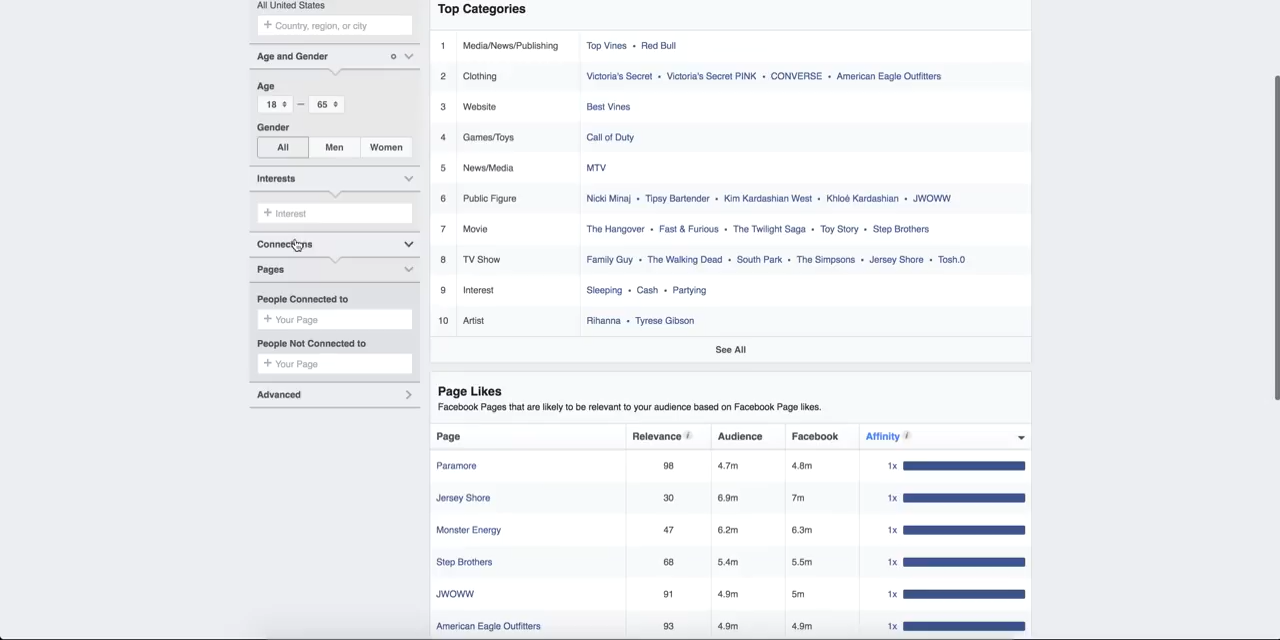 All United States
+ Country, region, or city
Age and Gender
Age
18 — 65
Gender
All Men Women
Interests
+ Interest
Connections
Pages
People Connected to
+ Your Page
People Not Connected to
+ Your Page
Advanced
Top Categories
1 Media/News/Publishing Top Vines • Red Bull
2 Clothing Victoria's Secret • Victoria's Secret PINK • CONVERSE • American Eagle Outfitters
3 Website Best Vines
4 Games/Toys Call of Duty
5 News/Media MTV
6 Public Figure Nicki Minaj • Tipsy Bartender • Kim Kardashian West • Khloé Kardashian • JWOWW
7 Movie The Hangover • Fast & Furious • The Twilight Saga • Toy Story • Step Brothers
8 TV Show Family Guy • The Walking Dead • South Park • The Simpsons • Jersey Shore • Tosh.0
9 Interest Sleeping • Cash • Partying
10 Artist Rihanna • Tyrese Gibson
See All
Page Likes
Facebook Pages that are likely to be relevant to your audience based on Facebook Page likes.
Page Relevance i Audience Facebook Affinity i
Paramore 98 4.7m 4.8m 1x
Jersey Shore 30 6.9m 7m 1x
Monster Energy 47 6.2m 6.3m 1x
Step Brothers 68 5.4m 5.5m 1x
JWOWW 91 4.9m 5m 1x
American Eagle Outfitters 93 4.9m 4.9m 1x